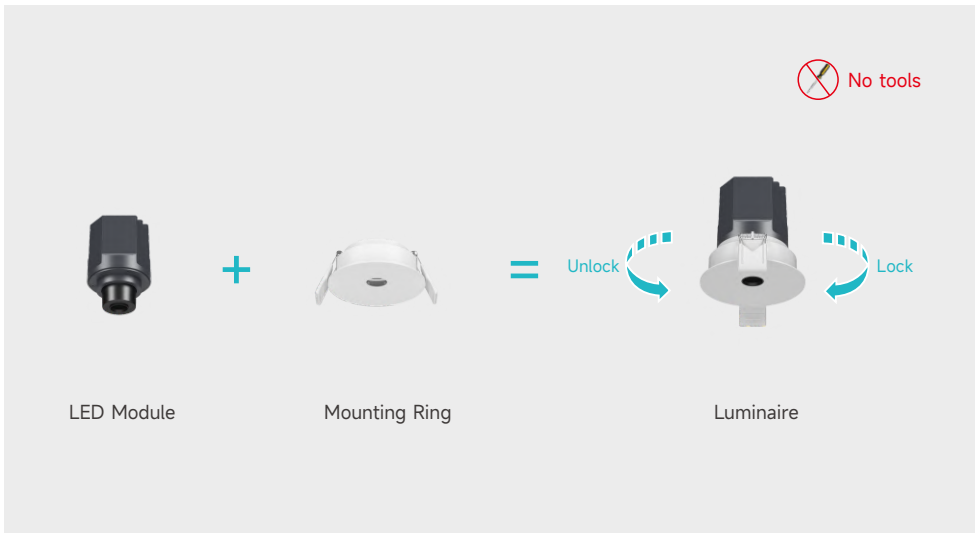 No tools
+
=
Unlock
Lock
LED Module
Mounting Ring
Luminaire